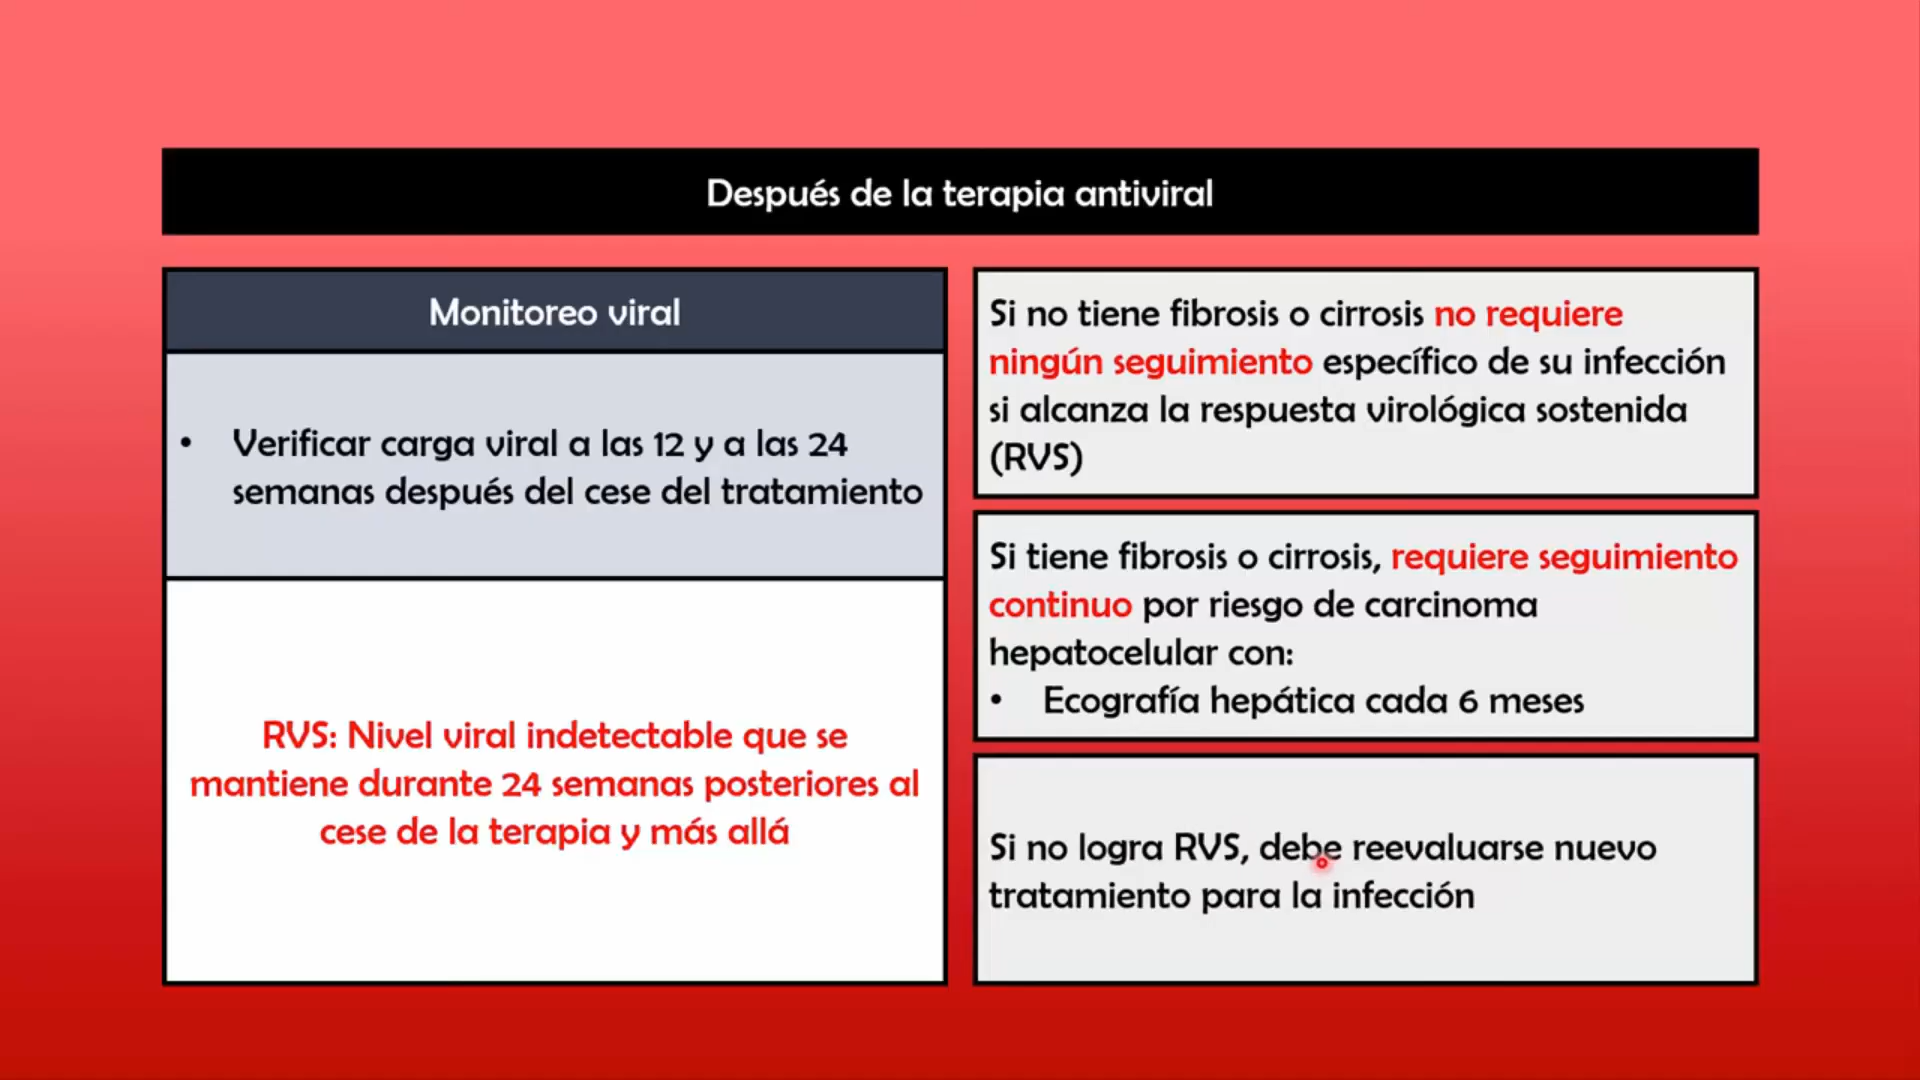 Después de la terapia antiviral
Monitoreo viral
• Verificar carga viral a las 12 y a las 24
semanas después del cese del tratamiento
RVS: Nivel viral indetectable que se
mantiene durante 24 semanas posteriores al
cese de la terapia y más allá
Si no tiene fibrosis o cirrosis no requiere
ningún seguimiento específico de su infección
si alcanza la respuesta virológica sostenida
(RVS)
Si tiene fibrosis o cirrosis, requiere seguimiento
continuo por riesgo de carcinoma
hepatocelular con:
• Ecografía hepática cada 6 meses
Si no logra RVS, debe reevaluarse nuevo
tratamiento para la infección